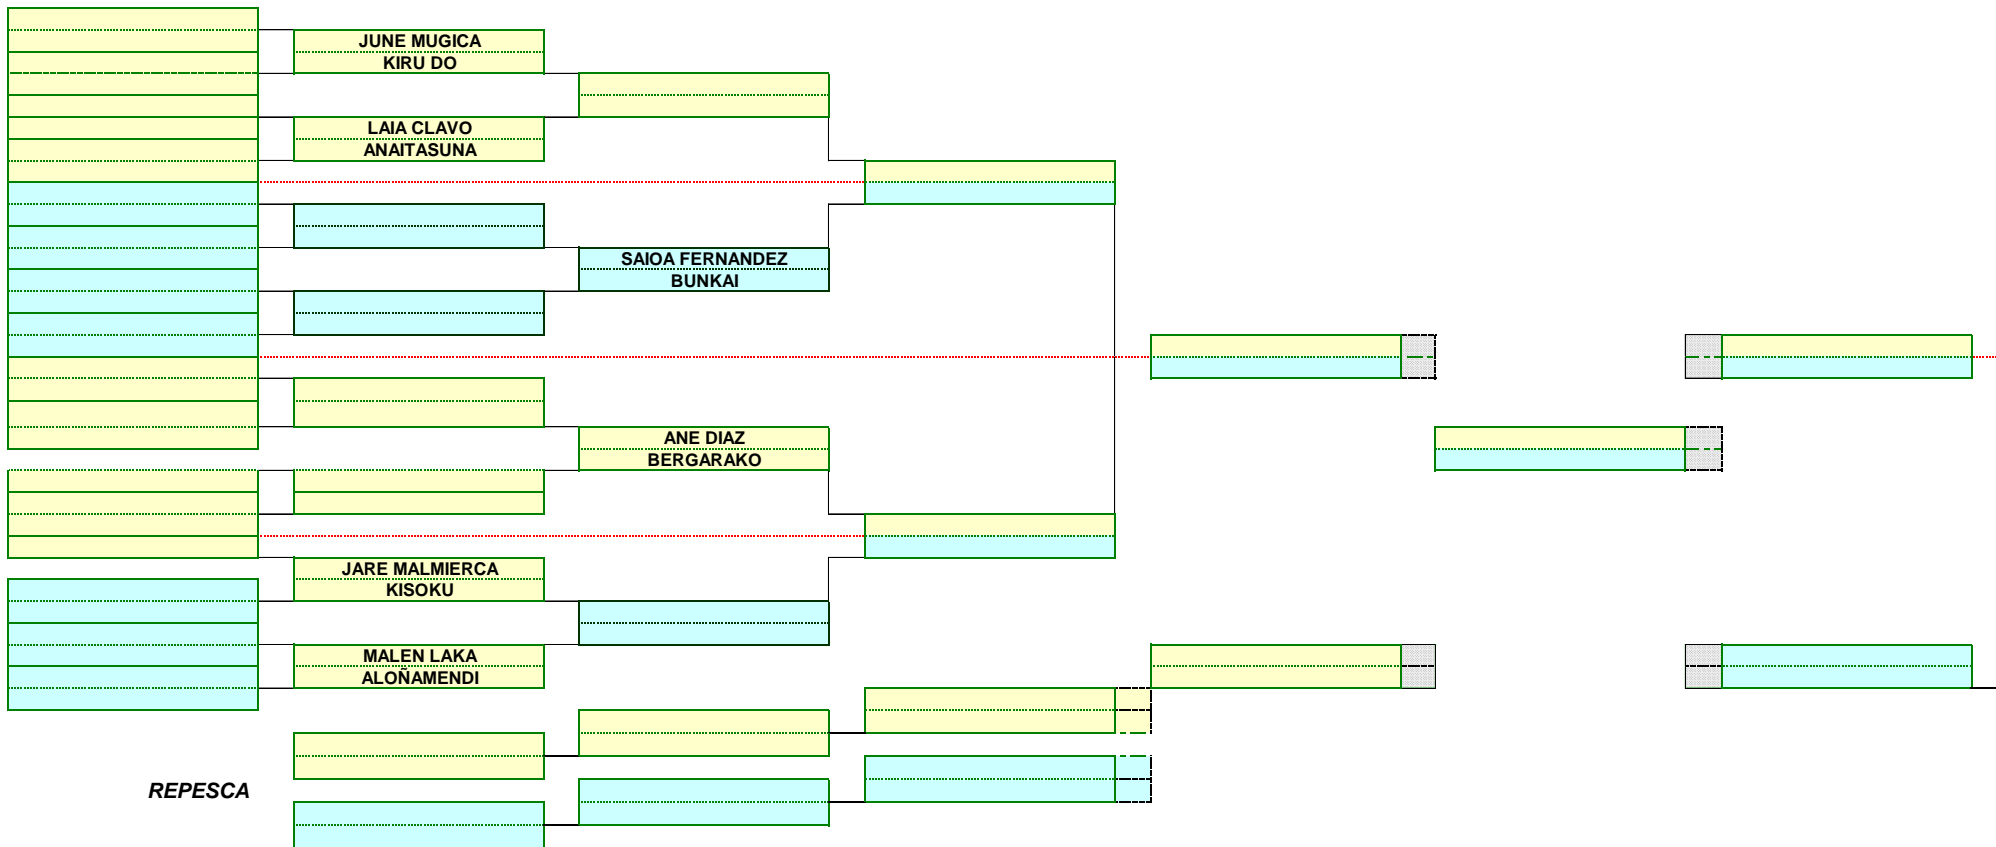 JUNE MUGICA
KIRU DO
LAIA CLAVO
ANAITASUNA
SAIOA FERNANDEZ
BUNKAI
ANE DIAZ
BERGARAKO
JARE MALMIERCA
KISOKU
MALEN LAKA
ALOÑAMENDI
REPESCA